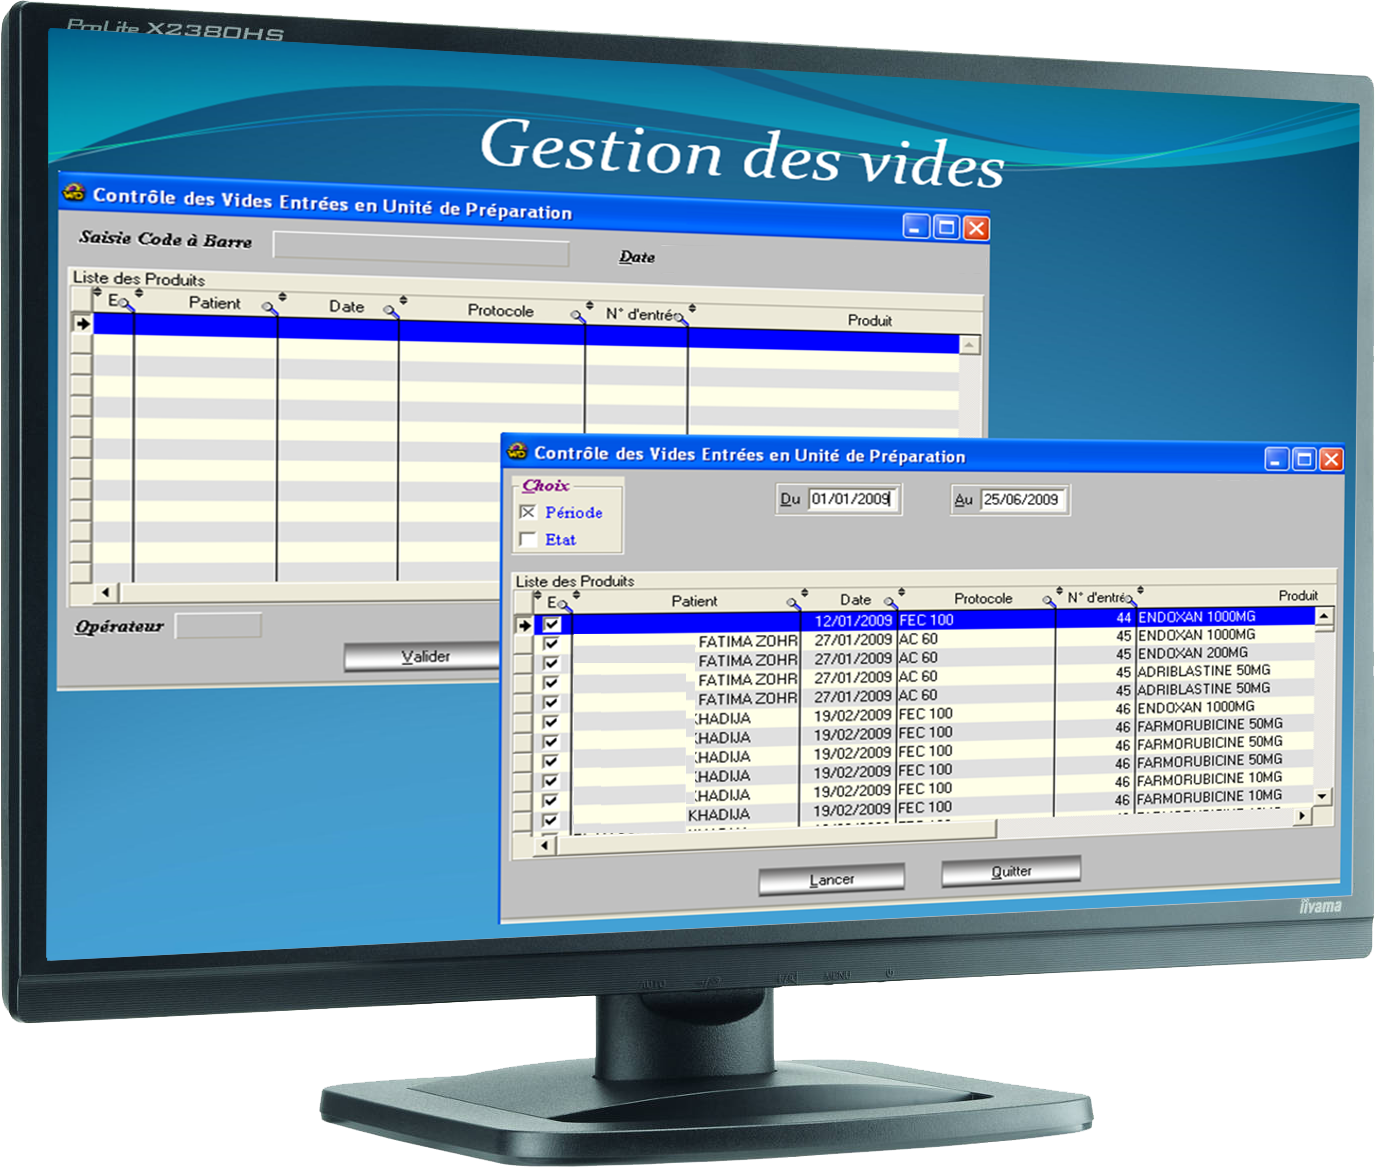 ProLite X2380HS
Gestion des vides
Contrôle des Vides Entrées en Unité de Préparation
Saisie Code à Barre
Date
Liste des Produits
E Patient Date Protocole N° d'entrée Produit
Opérateur
Valider
Contrôle des Vides Entrées en Unité de Préparation
Choix
Période
Etat
Du 01/01/2009
Au 25/06/2009
Liste des Produits
E Patient Date Protocole N° d'entré Produit
12/01/2009 FEC 100 44 ENDOXAN 1000MG
FATIMA ZOHR 27/01/2009 AC 60 45 ENDOXAN 1000MG
FATIMA ZOHR 27/01/2009 AC 60 45 ENDOXAN 200MG
FATIMA ZOHR 27/01/2009 AC 60 45 ADRIBLASTINE 50MG
FATIMA ZOHR 27/01/2009 AC 60 45 ADRIBLASTINE 50MG
KHADIJA 19/02/2009 FEC 100 46 ENDOXAN 1000MG
KHADIJA 19/02/2009 FEC 100 46 FARMORUBICINE 50MG
KHADIJA 19/02/2009 FEC 100 46 FARMORUBICINE 50MG
KHADIJA 19/02/2009 FEC 100 46 FARMORUBICINE 50MG
KHADIJA 19/02/2009 FEC 100 46 FARMORUBICINE 10MG
KHADIJA 19/02/2009 FEC 100 46 FARMORUBICINE 10MG
Lancer
Quitter
iiyama
AUTO
MENU